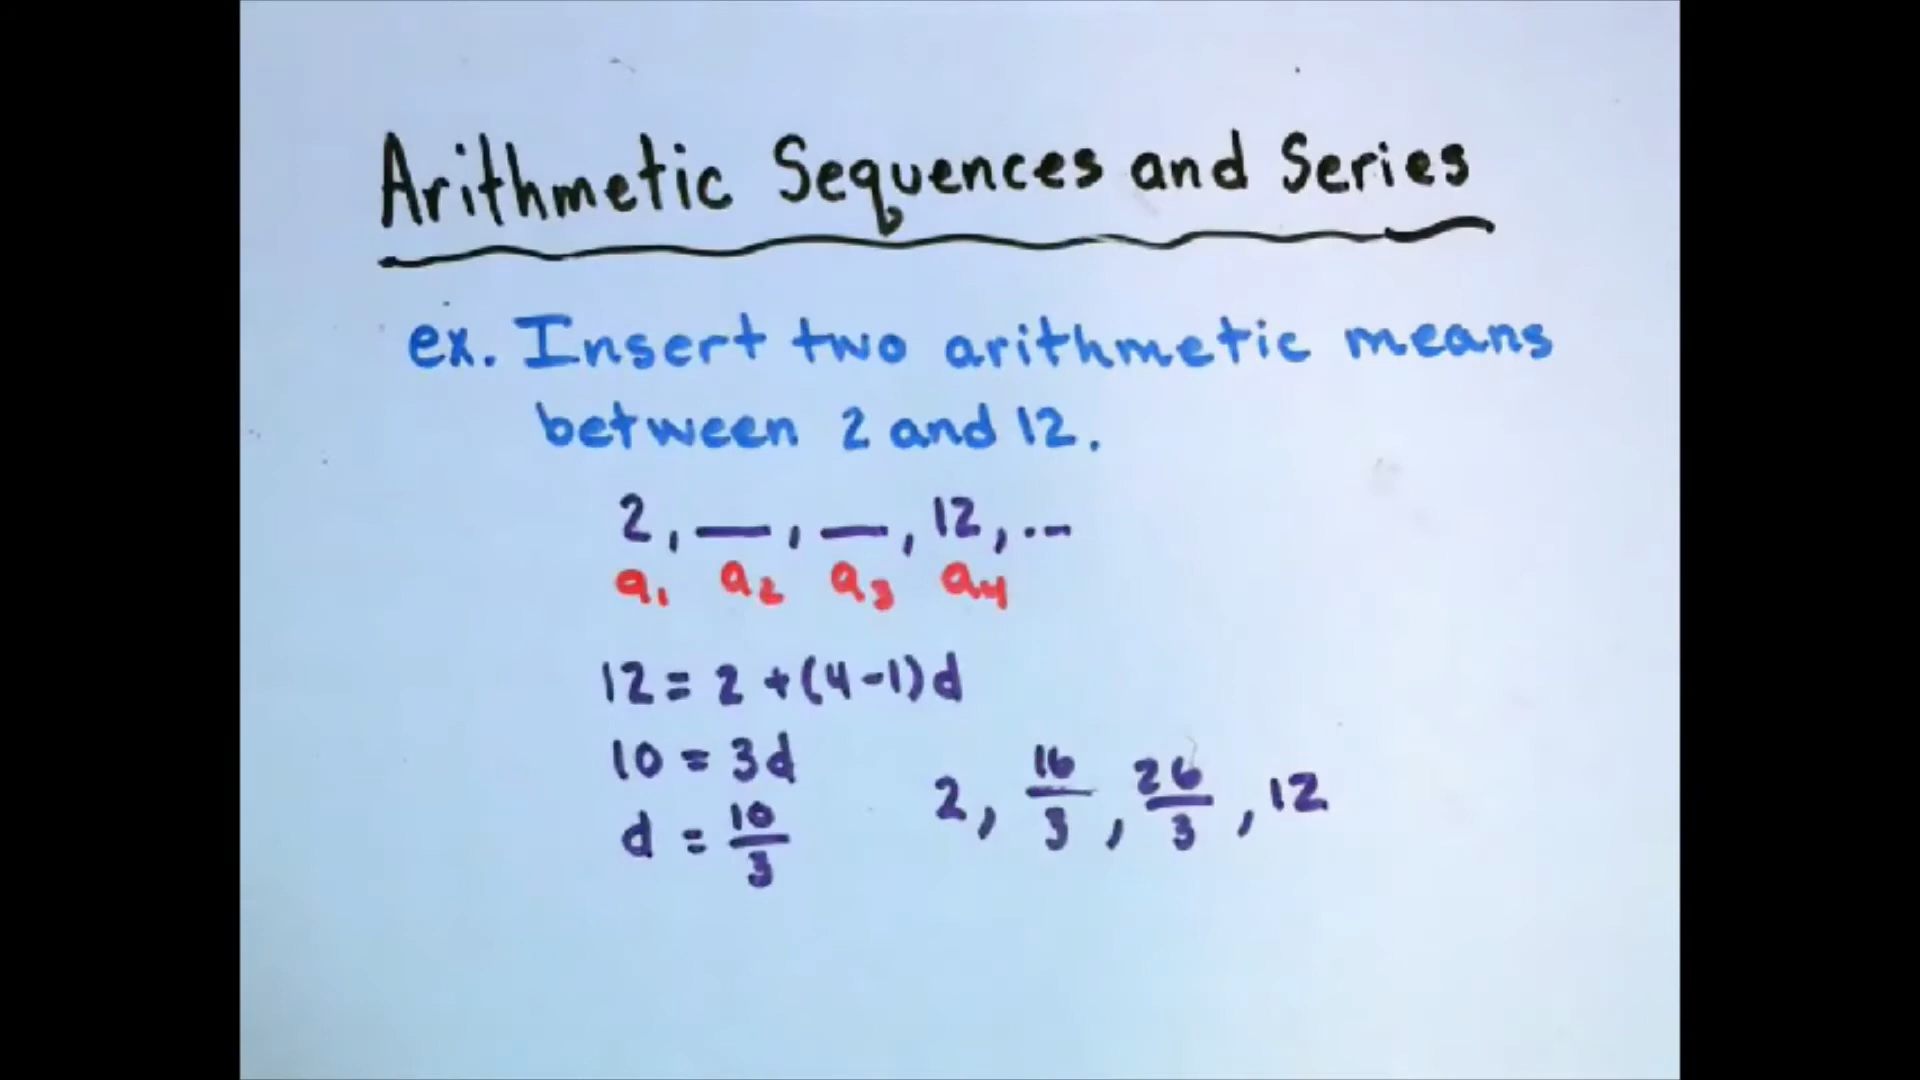 Arithmetic Sequences and Series
ex. Insert two arithmetic means
between 2 and 12.
2, __, __, 12, ...
a₁ a₂ a₃ a₄
12 = 2 + (4-1)d
10 = 3d
d = 10/3
2, 16/3, 26/3, 12